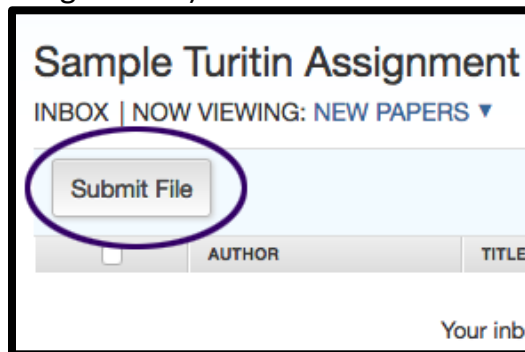 Sample Turitin Assignment
INBOX | NOW VIEWING: NEW PAPERS ▼
Submit File
AUTHOR TITLE
Your inb